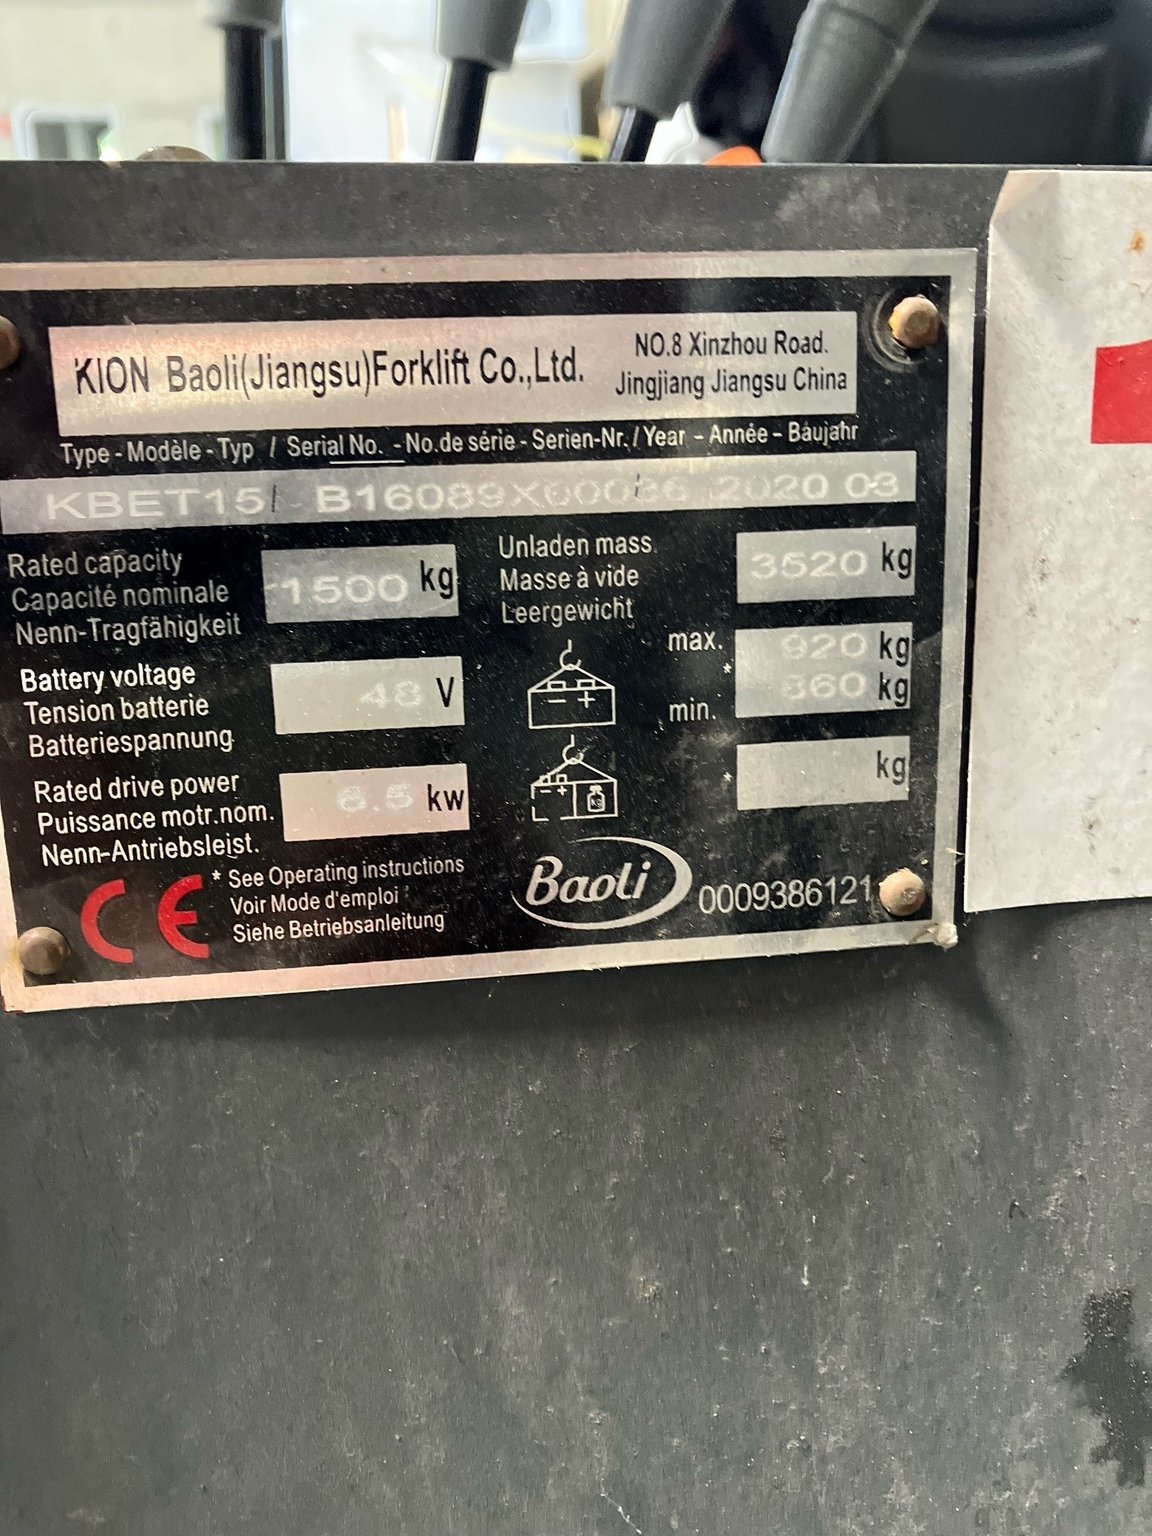 KION Baoli(Jiangsu)Forklift Co.,Ltd.
NO.8 Xinzhou Road.
Jingjiang Jiangsu China
Type - Modèle - Typ / Serial No. - No.de série - Serien-Nr. / Year - Année - Baujahr
KBET15 / 2020 03
Rated capacity
Capacité nominale
Nenn-Tragfähigkeit
1500 kg
Unladen mass
Masse à vide
Leergewicht
3520 kg
Battery voltage
Tension batterie
Batteriespannung
48 V
max. 920 kg
*
min. kg
Rated drive power
Puissance motr.nom.
Nenn-Antriebsleist.
kw
* kg
CE
* See Operating instructions
Voir Mode d'emploi
Siehe Betriebsanleitung
Baoli
0009386121